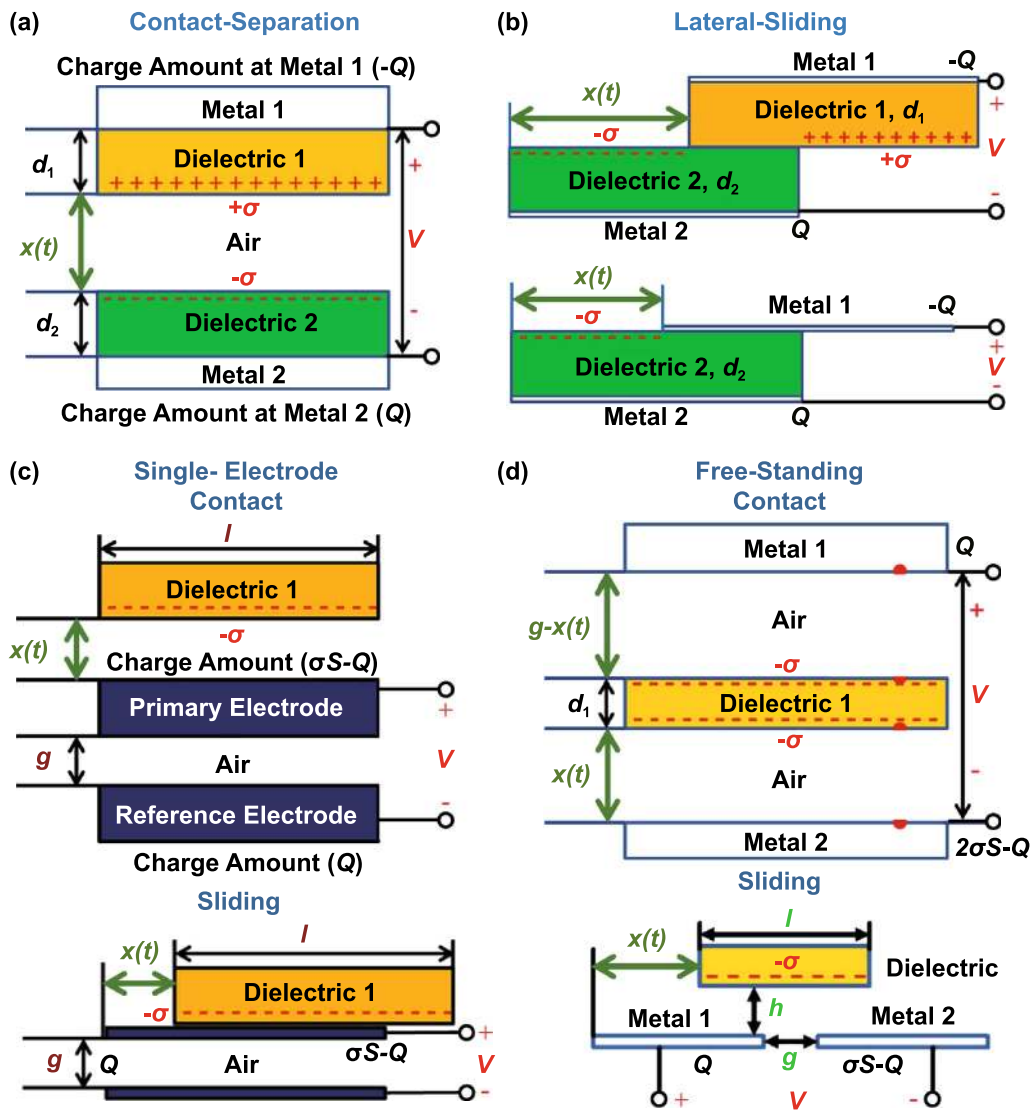 (a)
Contact-Separation
Charge Amount at Metal 1 (-Q)
Metal 1
d1
Dielectric 1
+ + + + + + + + + + + +
+
+σ
x(t)
Air
V
-σ
-
d2
Dielectric 2
Metal 2
Charge Amount at Metal 2 (Q)
(b)
Lateral-Sliding
Metal 1
-Q
x(t)
Dielectric 1, d1
+
-σ
+ + + + + + + + + +
V
+σ
Dielectric 2, d2
-
Metal 2
Q
x(t)
Metal 1
-Q
-σ
+
V
Dielectric 2, d2
-
Metal 2
Q
(c)
Single- Electrode
Contact
l
Dielectric 1
-σ
x(t)
Charge Amount (σS-Q)
Primary Electrode
+
g
Air
V
Reference Electrode
-
Charge Amount (Q)
Sliding
x(t)
l
Dielectric 1
-σ
+
σS-Q
g
Q
Air
V
-
(d)
Free-Standing
Contact
Metal 1
Q
+
g-x(t)
Air
-σ
d1
Dielectric 1
V
-σ
x(t)
Air
-
Metal 2
2σS-Q
Sliding
l
x(t)
-σ
Dielectric
h
Metal 1
Metal 2
Q
g
σS-Q
+
V
-